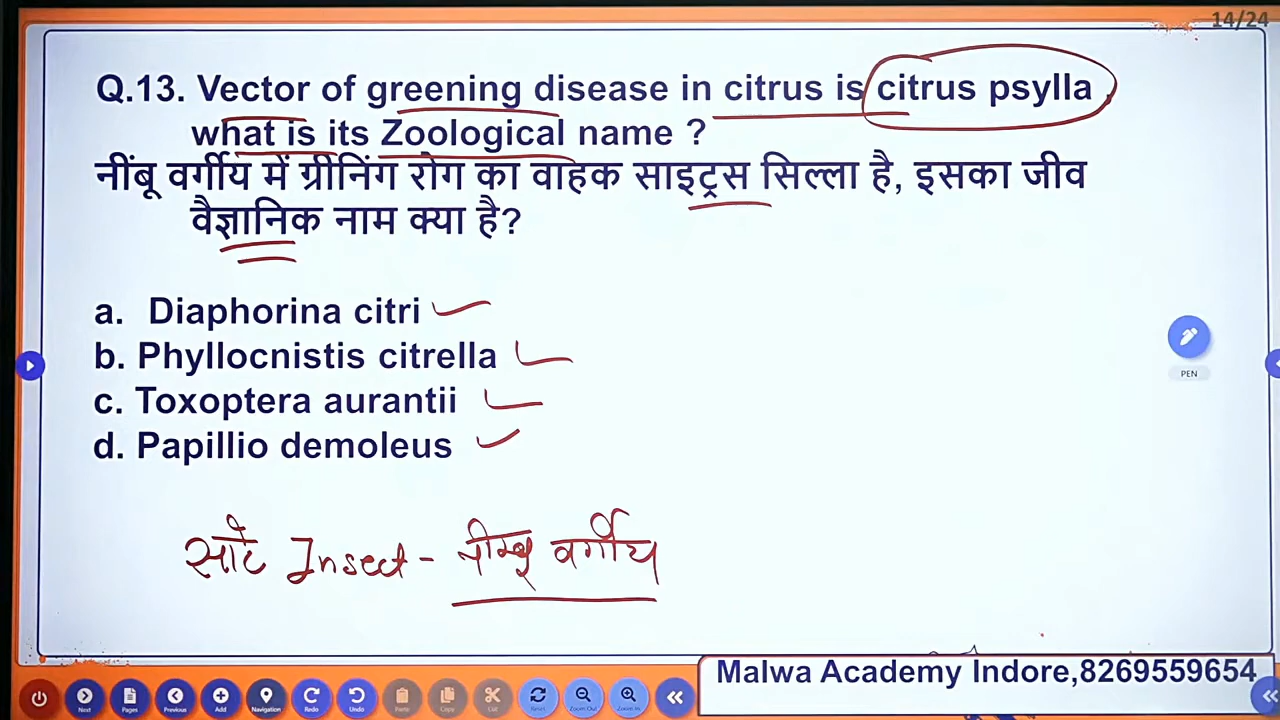 14/24
Q.13. Vector of greening disease in citrus is citrus psylla
what is its Zoological name ?
नींबू वर्गीय में ग्रीनिंग रोग का वाहक साइट्रस सिल्ला है, इसका जीव
वैज्ञानिक नाम क्या है?
a. Diaphorina citri
b. Phyllocnistis citrella
c. Toxoptera aurantii
d. Papillio demoleus
PEN
Insect - नीम्बू वर्गीय
Malwa Academy Indore,8269559654
Next Pages Previous Add Navigation Redo Undo Paste Copy Cut Reset Zoom Out Zoom In